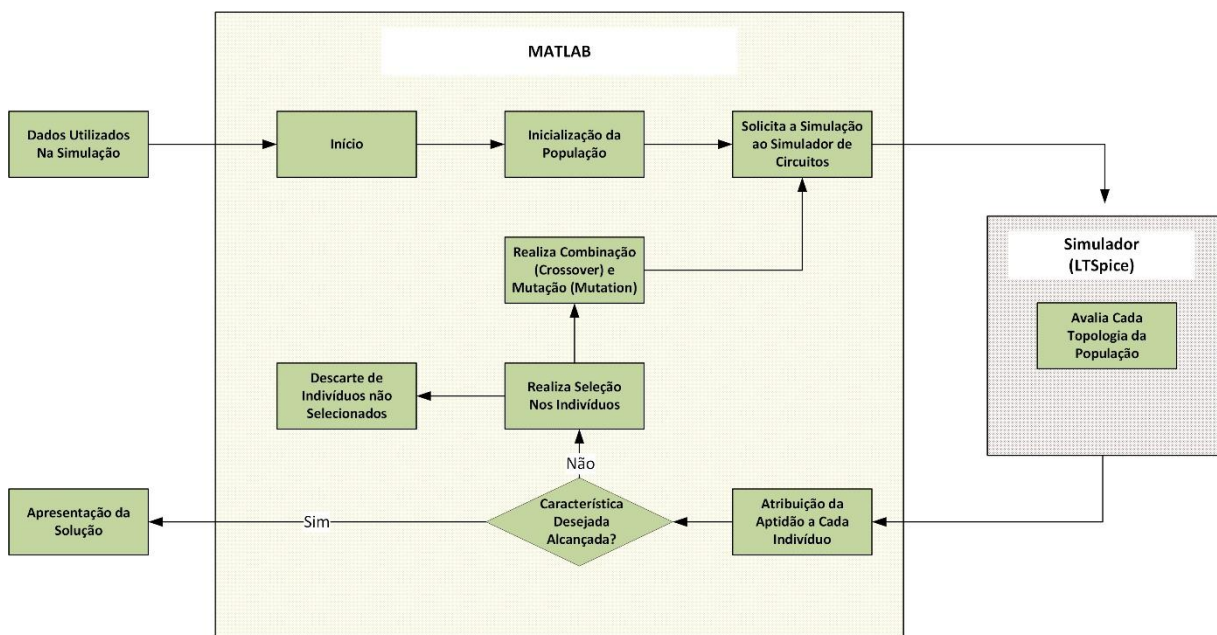 MATLAB
Dados Utilizados
Na Simulação
Início
Inicialização da
População
Solicita a Simulação
ao Simulador de
Circuitos
Realiza Combinação
(Crossover) e
Mutação (Mutation)
Simulador
(LTSpice)
Avalia Cada
Topologia da
População
Descarte de
Indivíduos não
Selecionados
Realiza Seleção
Nos Indivíduos
Não
Apresentação da
Solução
Sim
Característica
Desejada
Alcançada?
Atribuição da
Aptidão a Cada
Indivíduo